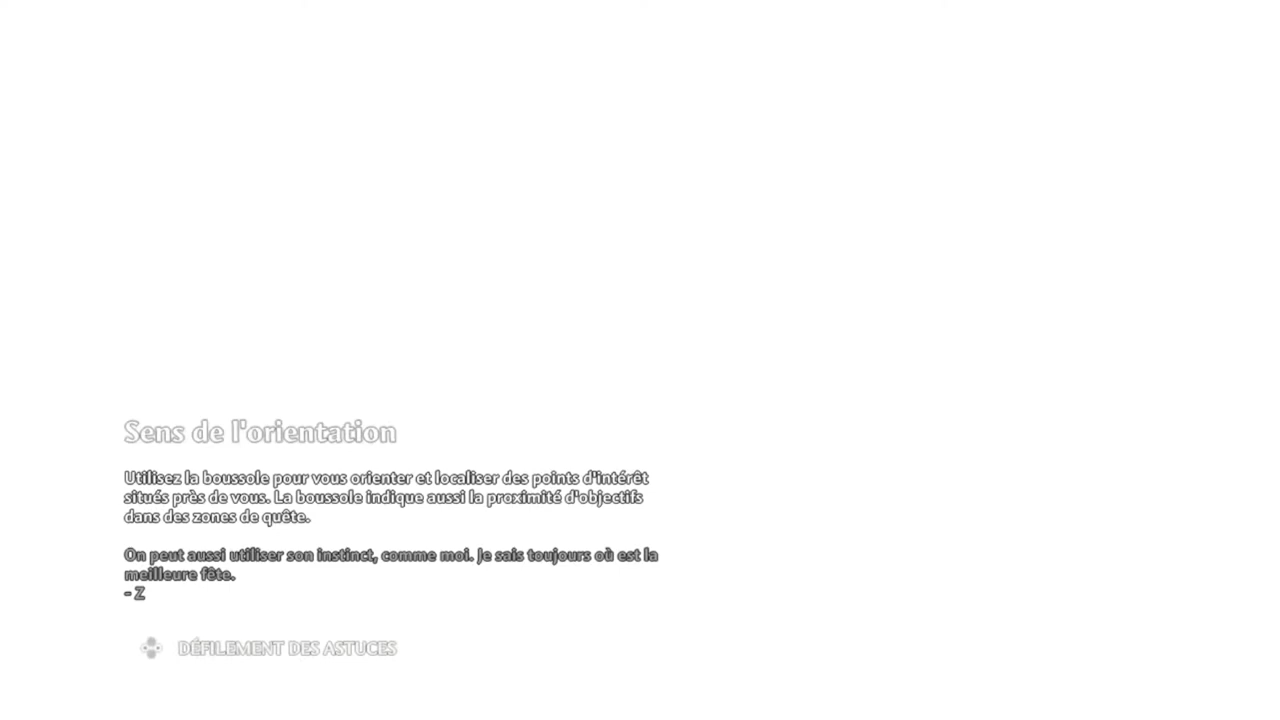 Sens de l'orientation
Utilisez la boussole pour vous orienter et localiser des points d'intérêt
situés près de vous. La boussole indique aussi la proximité d'objectifs
dans des zones de quête.
On peut aussi utiliser son instinct, comme moi. Je sais toujours où est la
meilleure fête.
- Z
DÉFILEMENT DES ASTUCES